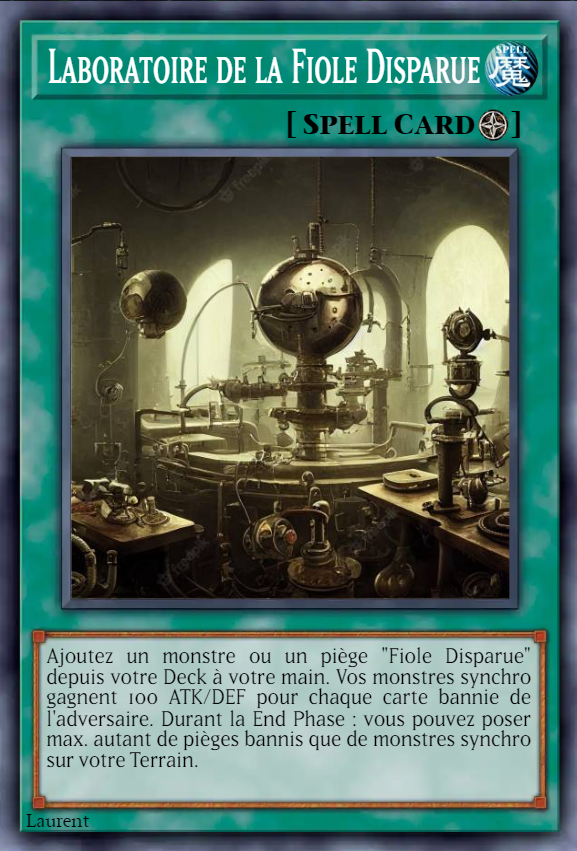 LABORATOIRE DE LA FIOLE DISPARUE
SPELL
魔
[ SPELL CARD ]
Ajoutez un monstre ou un piège "Fiole Disparue"
depuis votre Deck à votre main. Vos monstres synchro
gagnent 100 ATK/DEF pour chaque carte bannie de
l'adversaire. Durant la End Phase : vous pouvez poser
max. autant de pièges bannis que de monstres synchro
sur votre Terrain.
Laurent